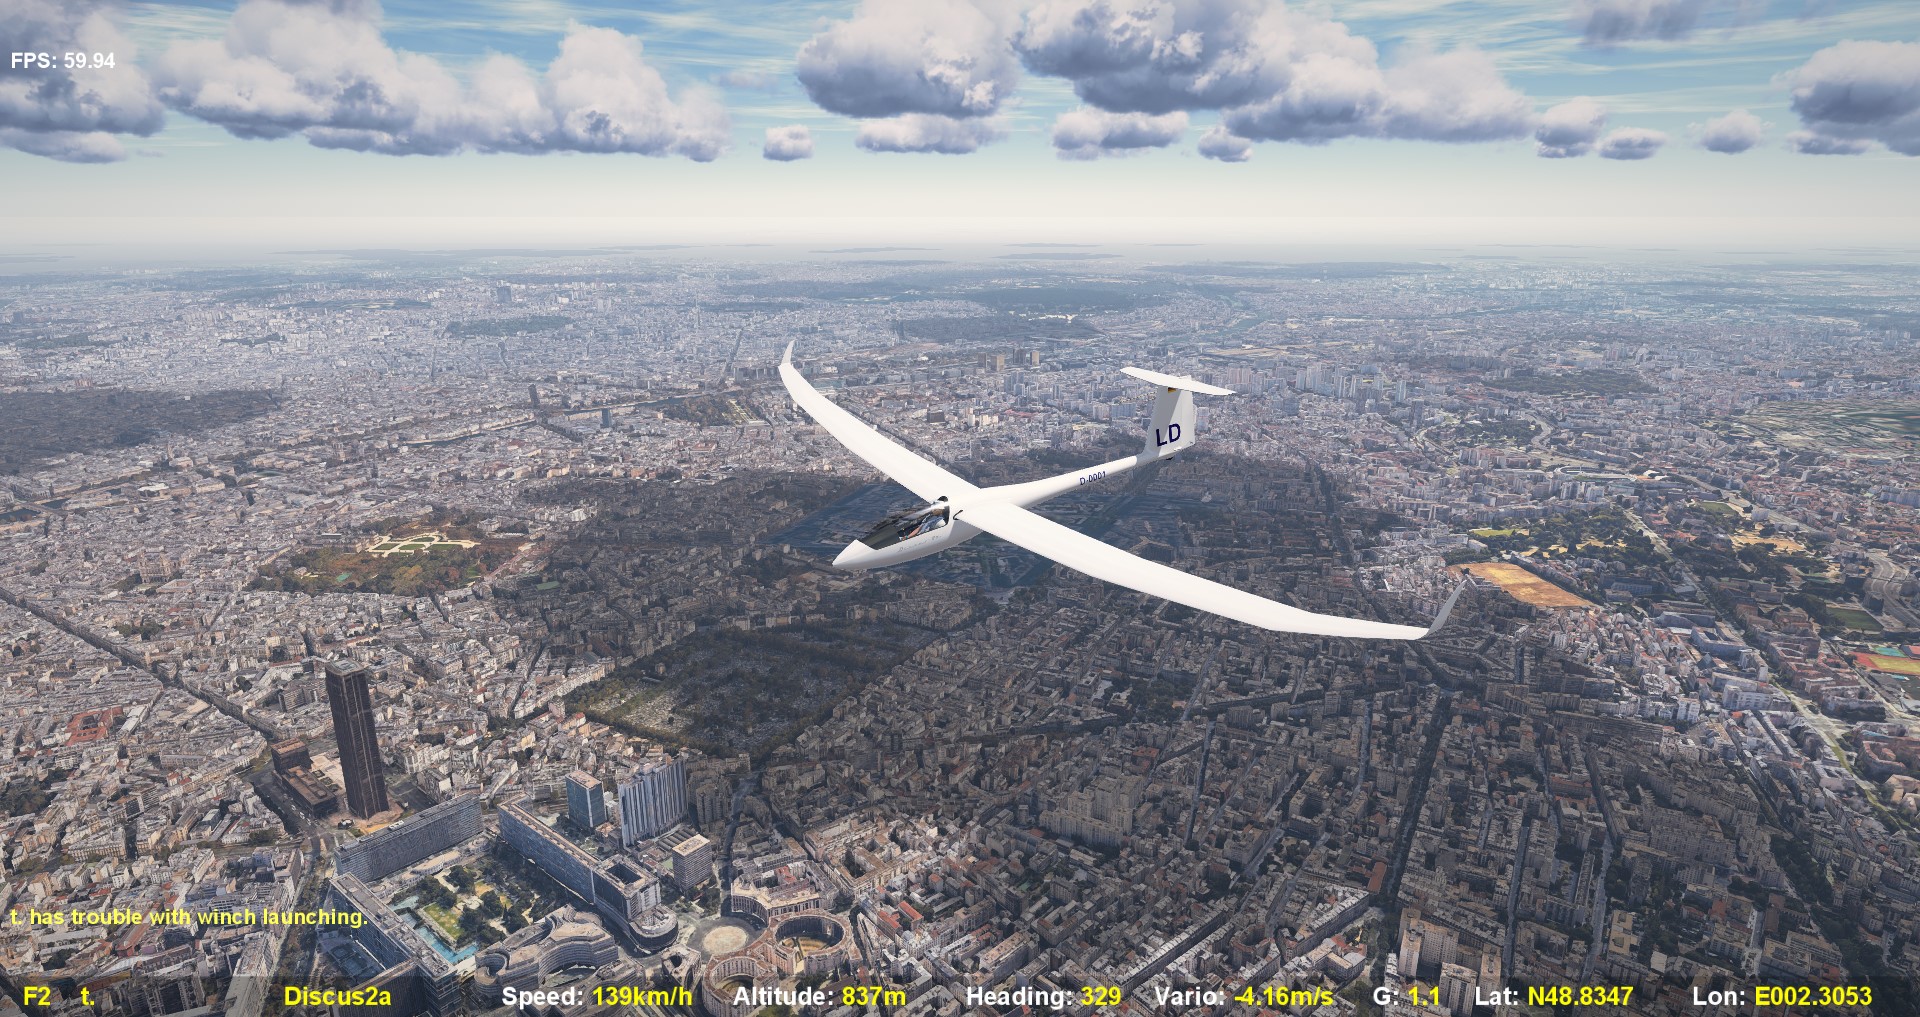 FPS: 59.94
LD
D-0001
t. has trouble with winch launching.
F2 t. Discus2a Speed: 139km/h Altitude: 837m Heading: 329 Vario: -4.16m/s G: 1.1 Lat: N48.8347 Lon: E002.3053